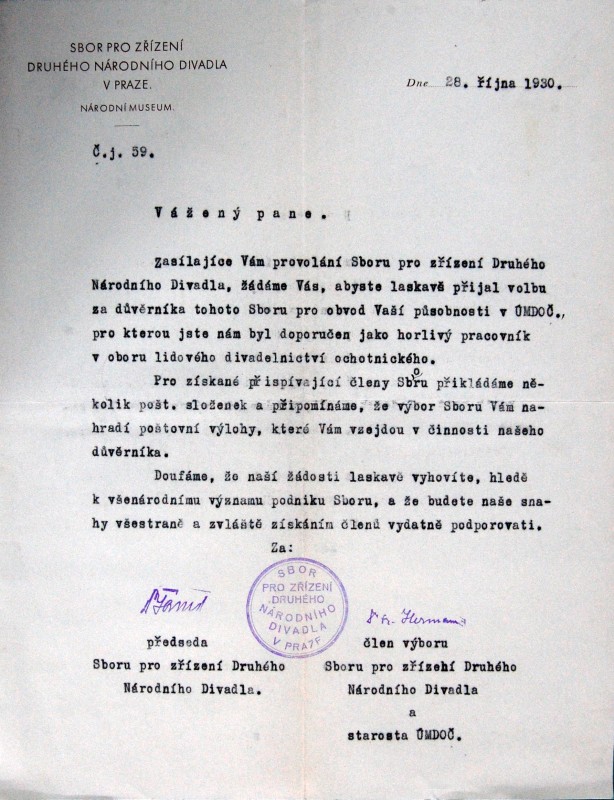 SBOR PRO ZŘÍZENÍ
DRUHÉHO NÁRODNÍHO DIVADLA
V PRAZE.
NÁRODNÍ MUSEUM.
Dne 28. října 1930.
Č.j. 59.
Vážený pane.
Zasílajíce Vám provolání Sboru pro zřízení Druhého
Národního Divadla, žádáme Vás, abyste laskavě přijal volbu
za důvěrníka tohoto Sboru pro obvod Vaší působnosti v ÚMDOČ.,
pro kterou jste nám byl doporučen jako horlivý pracovník
v oboru lidového divadelnictví ochotnického.
Pro získané přispívající členy Sboru přikládáme ně-
kolik pošt. složenek a připomínáme, že výbor Sboru Vám na-
hradí poštovní výlohy, které Vám vzejdou v činnosti našeho
důvěrníka.
Doufáme, že naší žádosti laskavě vyhovíte, hledě
k všenárodnímu významu podniku Sboru, a že budete naše sna-
hy všestraně a zvláště získáním členů vydatně podporovati.
Za:
SBOR
PRO ZŘÍZENÍ
DRUHÉHO
NÁRODNÍHO
DIVADLA
V PRAZE
Hermann
předseda
Sboru pro zřízení Druhého
Národního Divadla.
člen výboru
Sboru pro zřízehí Druhého
Národního Divadla
a
starosta ÚMDOČ.